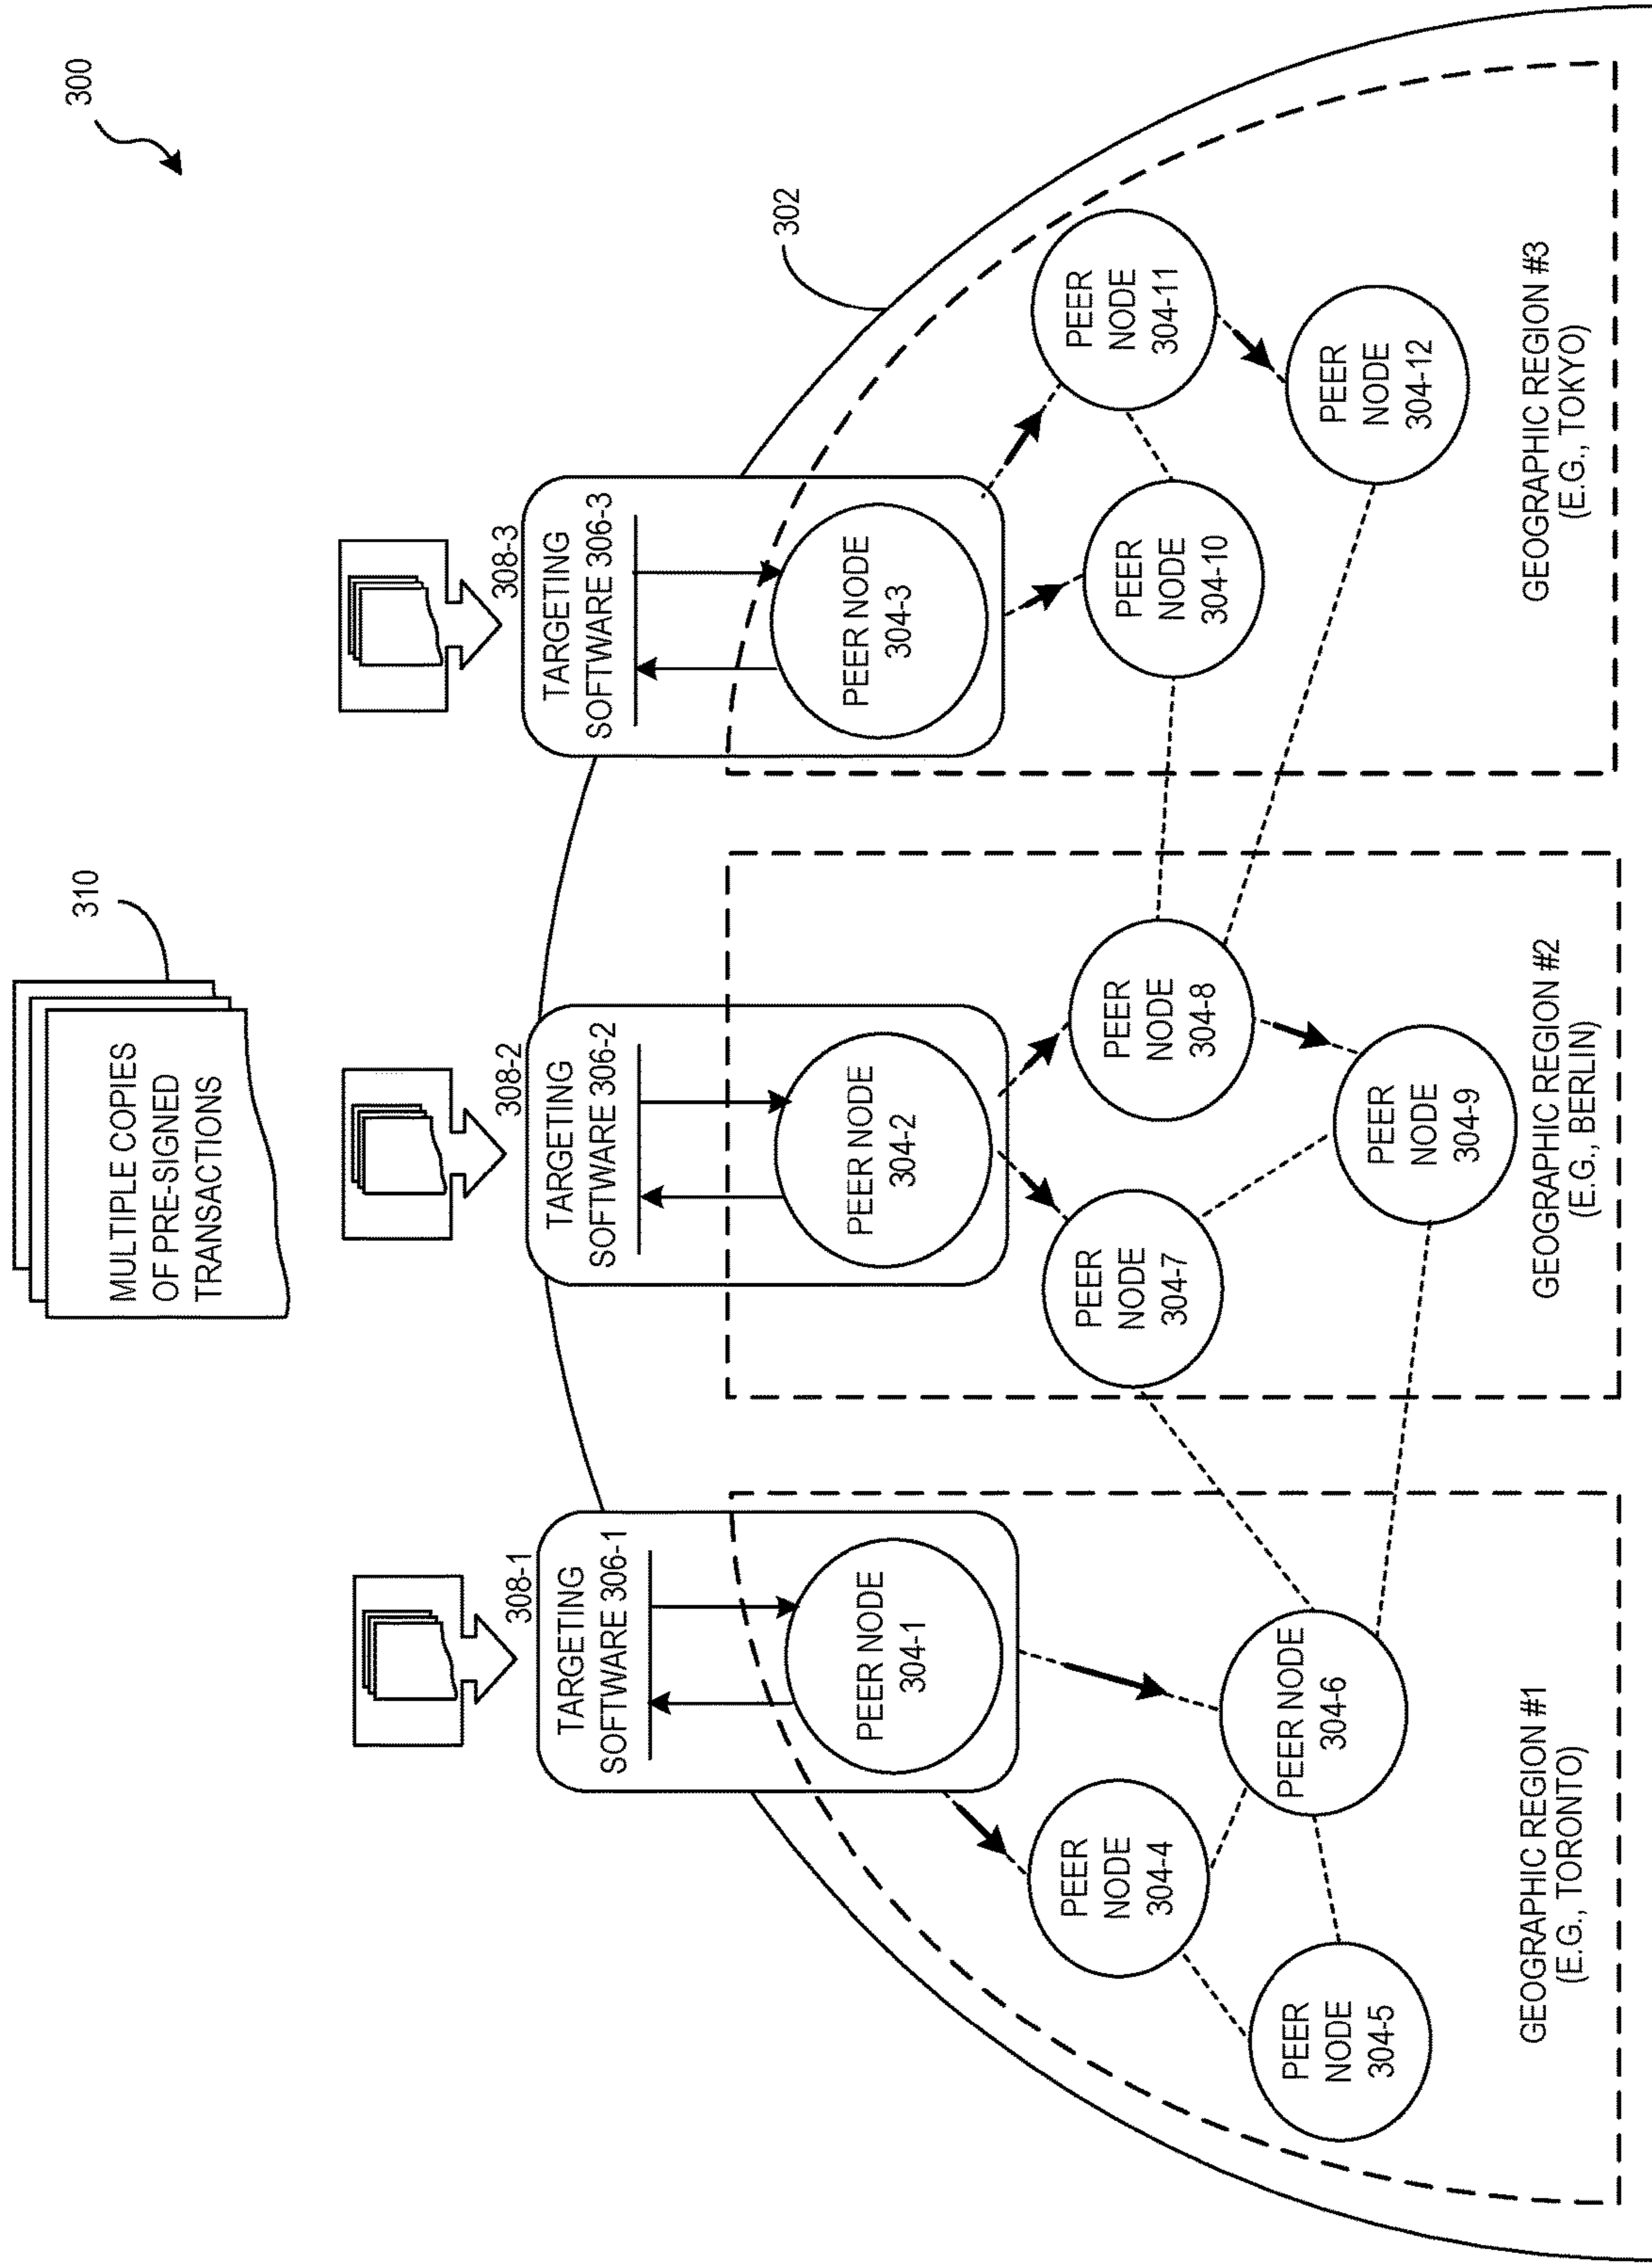 300
310
MULTIPLE COPIES
OF PRE-SIGNED
TRANSACTIONS
302
308-1
TARGETING
SOFTWARE 306-1
PEER NODE
304-1
308-2
TARGETING
SOFTWARE 306-2
PEER NODE
304-2
308-3
TARGETING
SOFTWARE 306-3
PEER NODE
304-3
PEER
NODE
304-4
PEER
NODE
304-5
PEER NODE
304-6
PEER
NODE
304-7
PEER
NODE
304-8
PEER
NODE
304-9
PEER
NODE
304-10
PEER
NODE
304-11
PEER
NODE
304-12
GEOGRAPHIC REGION #1
(E.G., TORONTO)
GEOGRAPHIC REGION #2
(E.G., BERLIN)
GEOGRAPHIC REGION #3
(E.G., TOKYO)